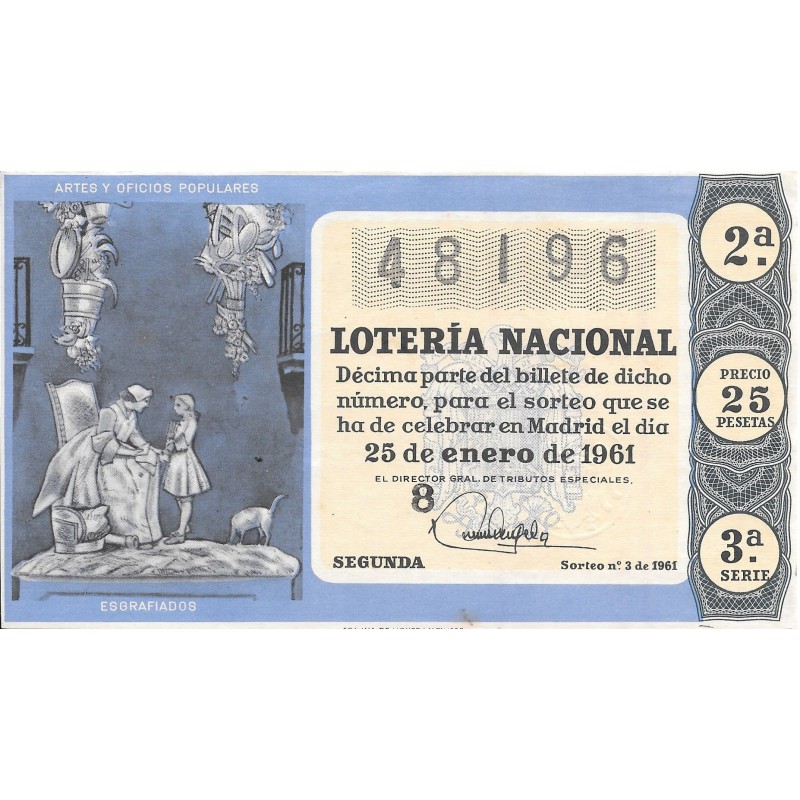 ARTES Y OFICIOS POPULARES
ESGRAFIADOS
48196
LOTERÍA NACIONAL
Décima parte del billete de dicho
número, para el sorteo que se
ha de celebrar en Madrid el día
25 de enero de 1961
EL DIRECTOR GRAL. DE TRIBUTOS ESPECIALES.
8
SEGUNDA
Sorteo nº. 3 de 1961
2ª.
PRECIO
25
PESETAS
3ª.
SERIE